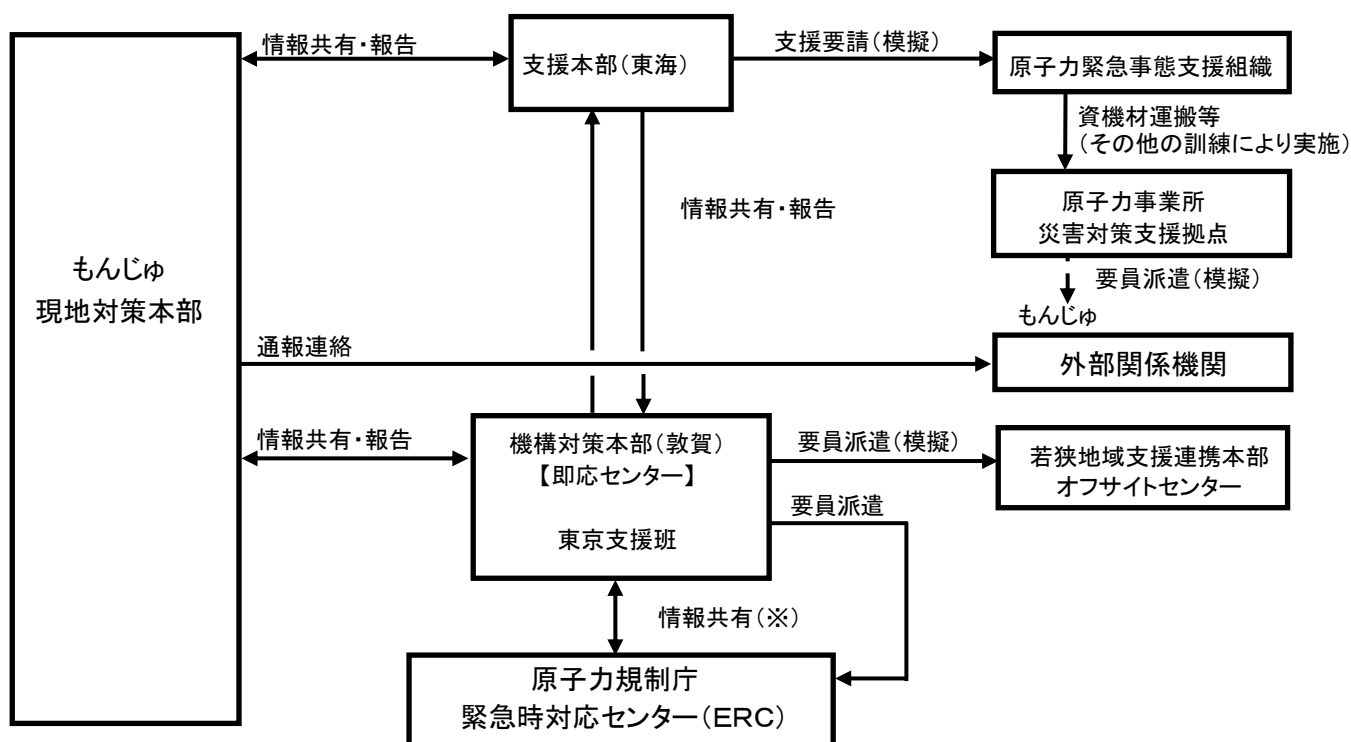 情報共有・報告
支援本部(東海)
支援要請(模擬)
原子力緊急事態支援組織
資機材運搬等
(その他の訓練により実施)
原子力事業所
災害対策支援拠点
情報共有・報告
要員派遣(模擬)
もんじゅ
もんじゅ
現地対策本部
通報連絡
外部関係機関
情報共有・報告
機構対策本部(敦賀)
【即応センター】
東京支援班
要員派遣(模擬)
若狭地域支援連携本部
オフサイトセンター
要員派遣
情報共有(※)
原子力規制庁
緊急時対応センター(ERC)